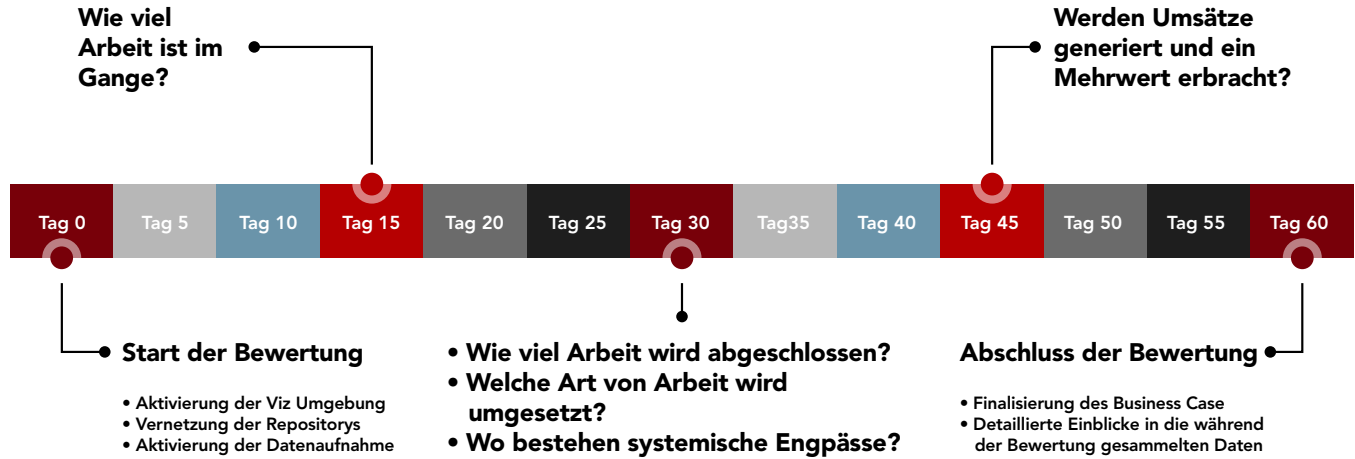 Wie viel
Arbeit ist im
Gange?
Werden Umsätze
generiert und ein
Mehrwert erbracht?
Tag 0
Tag 5
Tag 10
Tag 15
Tag 20
Tag 25
Tag 30
Tag35
Tag 40
Tag 45
Tag 50
Tag 55
Tag 60
Start der Bewertung
• Aktivierung der Viz Umgebung
• Vernetzung der Repositorys
• Aktivierung der Datenaufnahme
• Wie viel Arbeit wird abgeschlossen?
• Welche Art von Arbeit wird
umgesetzt?
• Wo bestehen systemische Engpässe?
Abschluss der Bewertung
• Finalisierung des Business Case
• Detaillierte Einblicke in die während
der Bewertung gesammelten Daten